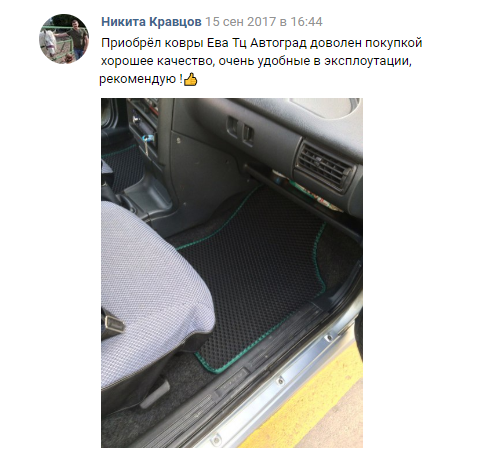 Никита Кравцов 15 сен 2017 в 16:44
Приобрёл ковры Ева Тц Автоград доволен покупкой
хорошее качество, очень удобные в эксплоутации,
рекомендую !👍